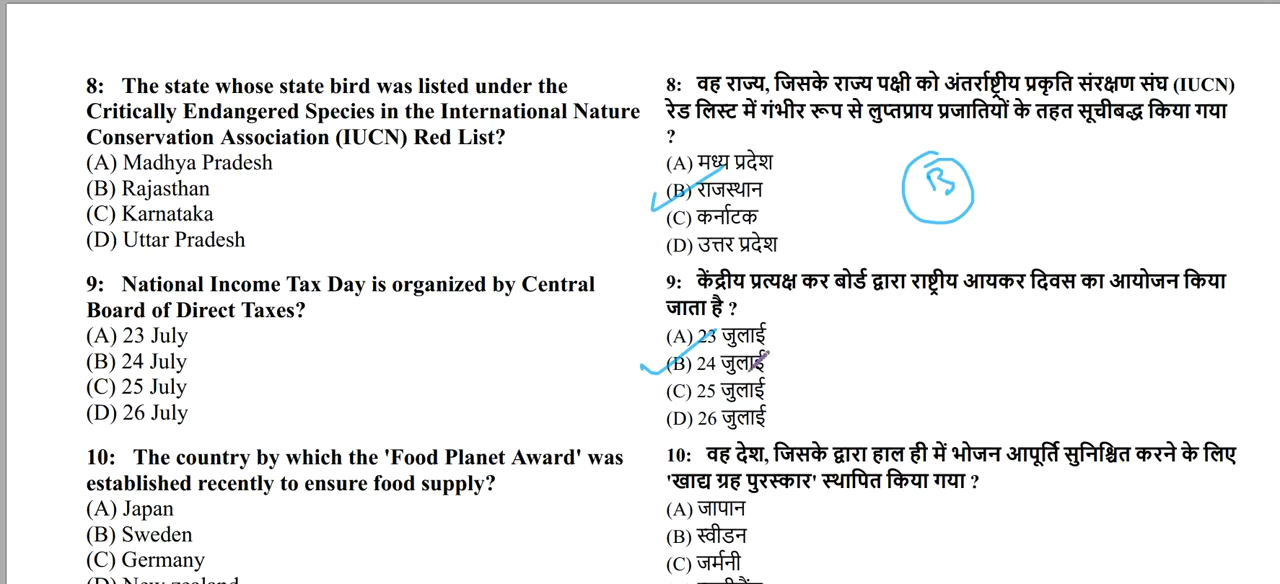 8: The state whose state bird was listed under the
Critically Endangered Species in the International Nature
Conservation Association (IUCN) Red List?
(A) Madhya Pradesh
(B) Rajasthan
(C) Karnataka
(D) Uttar Pradesh
9: National Income Tax Day is organized by Central
Board of Direct Taxes?
(A) 23 July
(B) 24 July
(C) 25 July
(D) 26 July
10: The country by which the 'Food Planet Award' was
established recently to ensure food supply?
(A) Japan
(B) Sweden
(C) Germany
(D) New zealand
8: वह राज्य, जिसके राज्य पक्षी को अंतर्राष्ट्रीय प्रकृति संरक्षण संघ (IUCN)
रेड लिस्ट में गंभीर रूप से लुप्तप्राय प्रजातियों के तहत सूचीबद्ध किया गया
?
(A) मध्य प्रदेश
(B) राजस्थान
(C) कर्नाटक
(D) उत्तर प्रदेश
B
9: केंद्रीय प्रत्यक्ष कर बोर्ड द्वारा राष्ट्रीय आयकर दिवस का आयोजन किया
जाता है ?
(A) 23 जुलाई
(B) 24 जुलाई
(C) 25 जुलाई
(D) 26 जुलाई
10: वह देश, जिसके द्वारा हाल ही में भोजन आपूर्ति सुनिश्चित करने के लिए
'खाद्य ग्रह पुरस्कार' स्थापित किया गया ?
(A) जापान
(B) स्वीडन
(C) जर्मनी